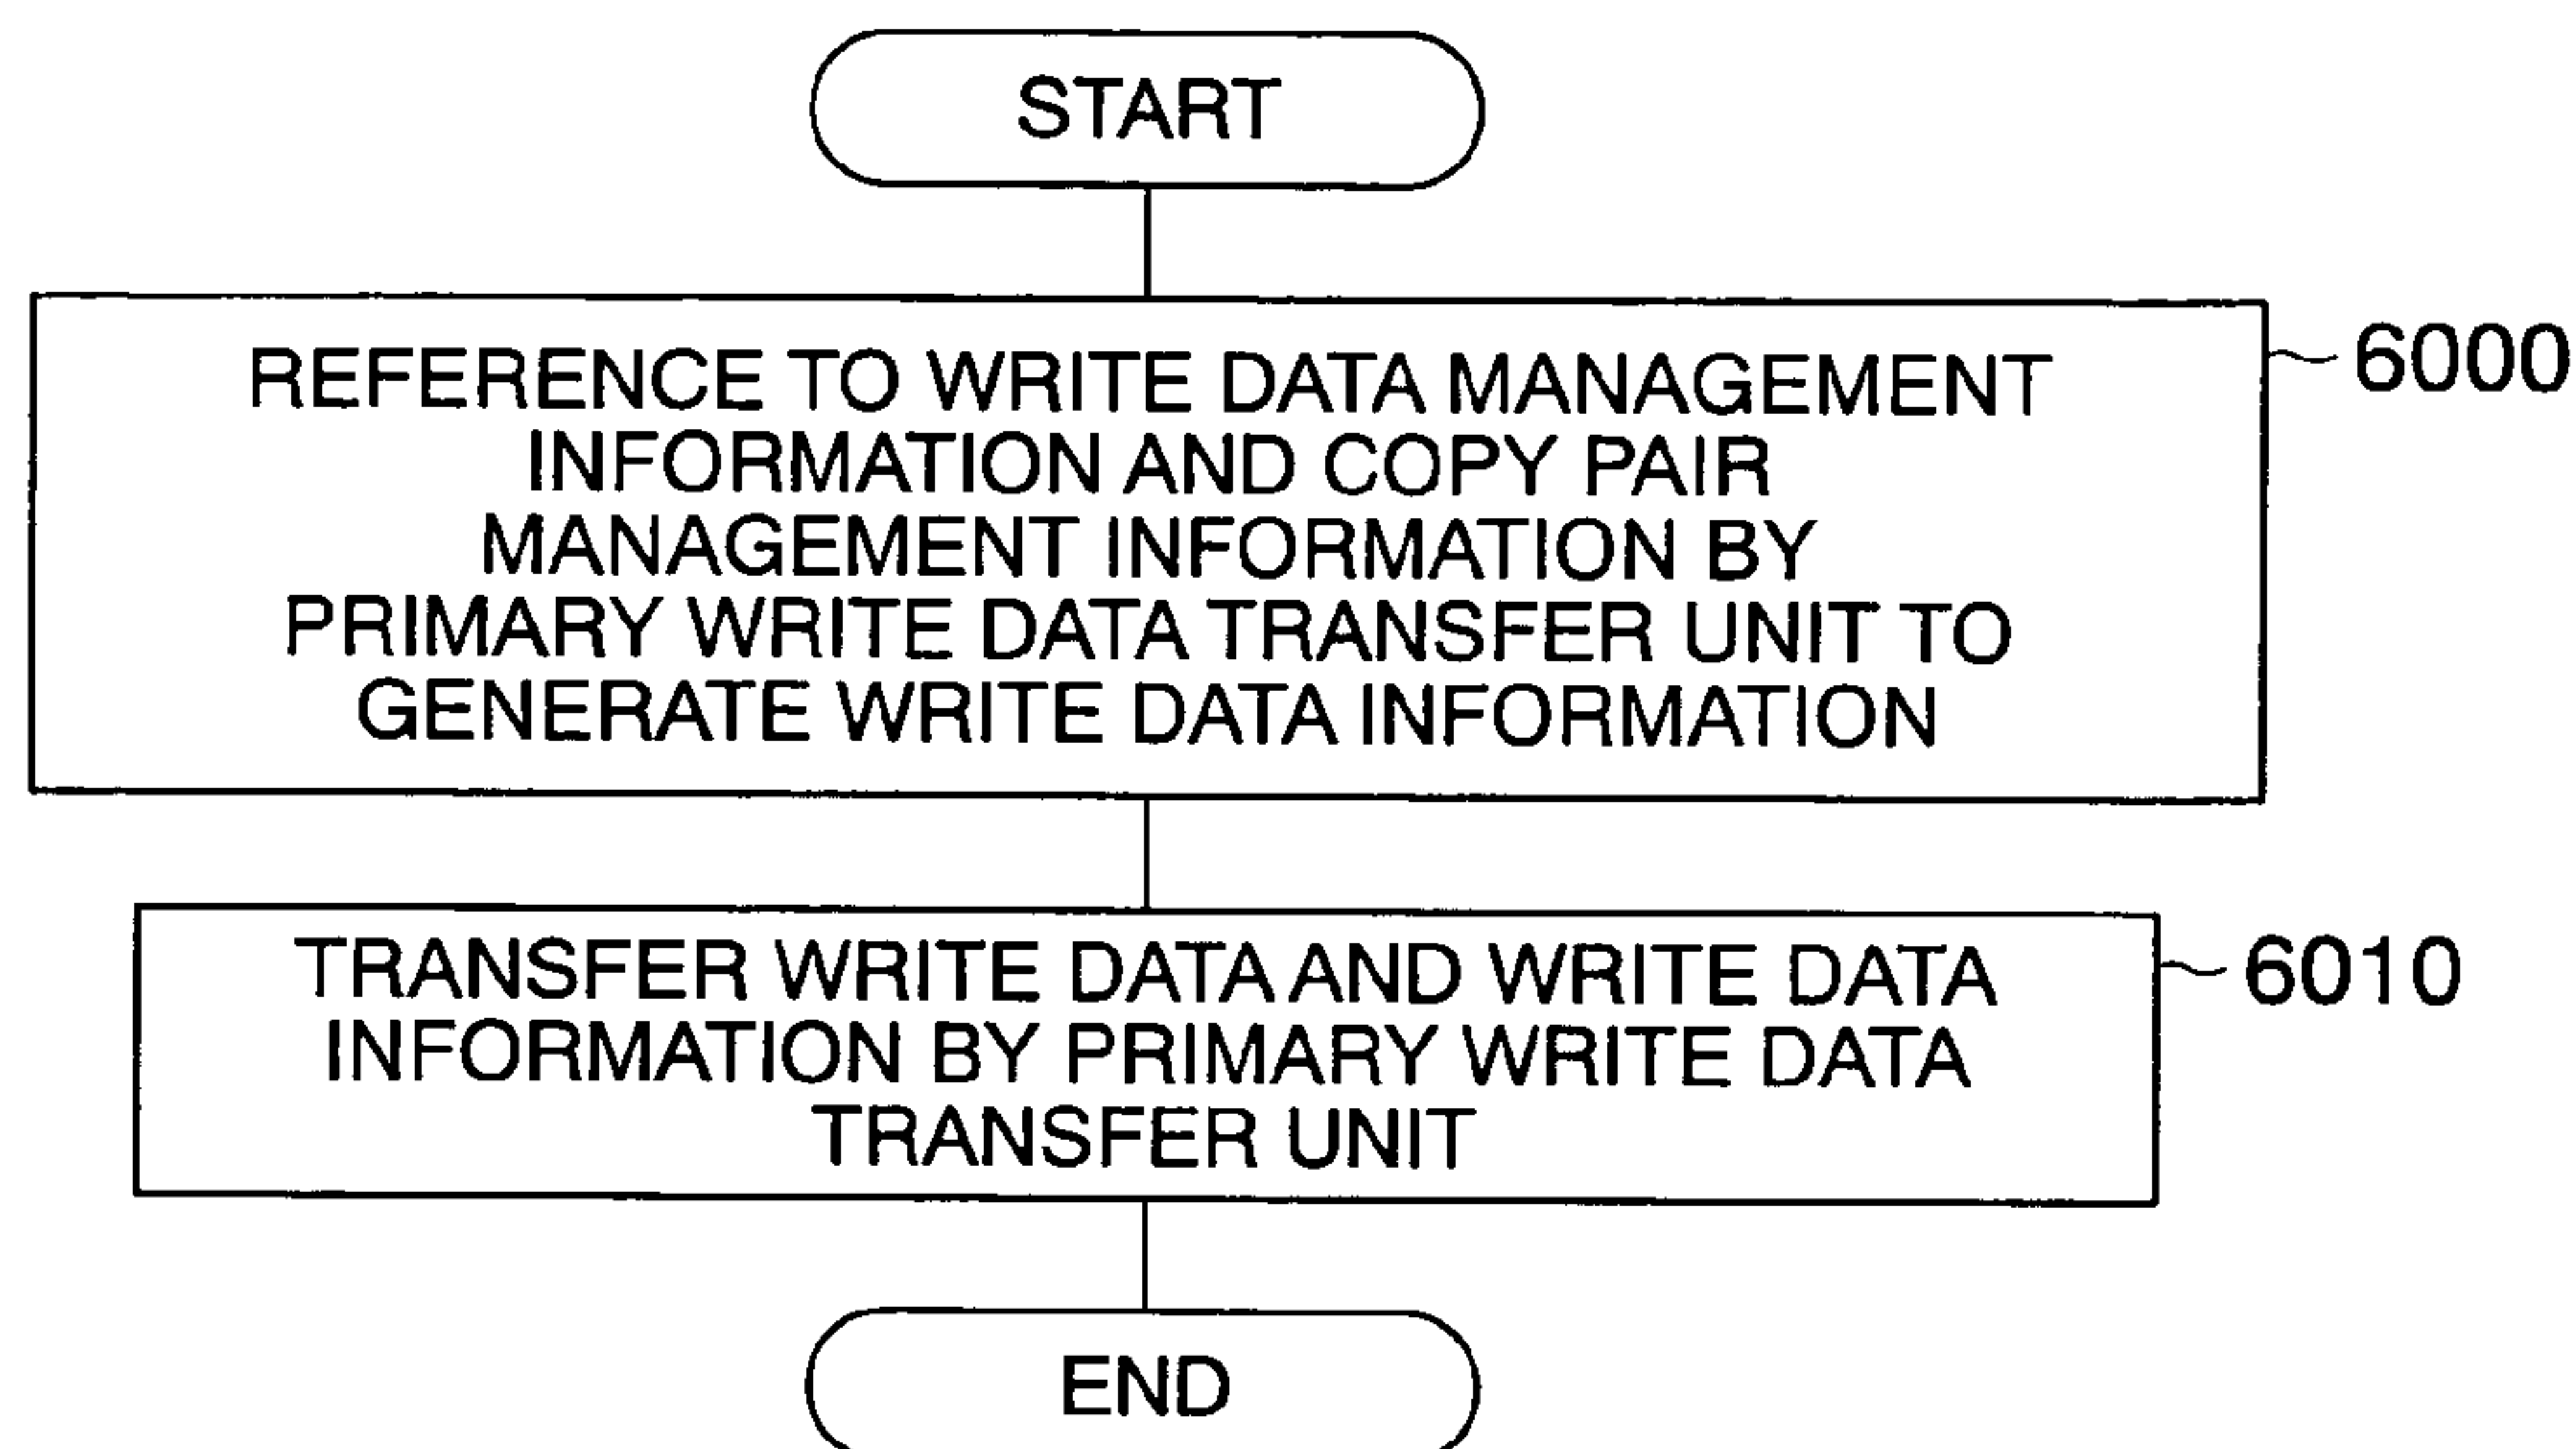 START
REFERENCE TO WRITE DATA MANAGEMENT
INFORMATION AND COPY PAIR
MANAGEMENT INFORMATION BY
PRIMARY WRITE DATA TRANSFER UNIT TO
GENERATE WRITE DATA INFORMATION
6000
TRANSFER WRITE DATA AND WRITE DATA
INFORMATION BY PRIMARY WRITE DATA
TRANSFER UNIT
6010
END